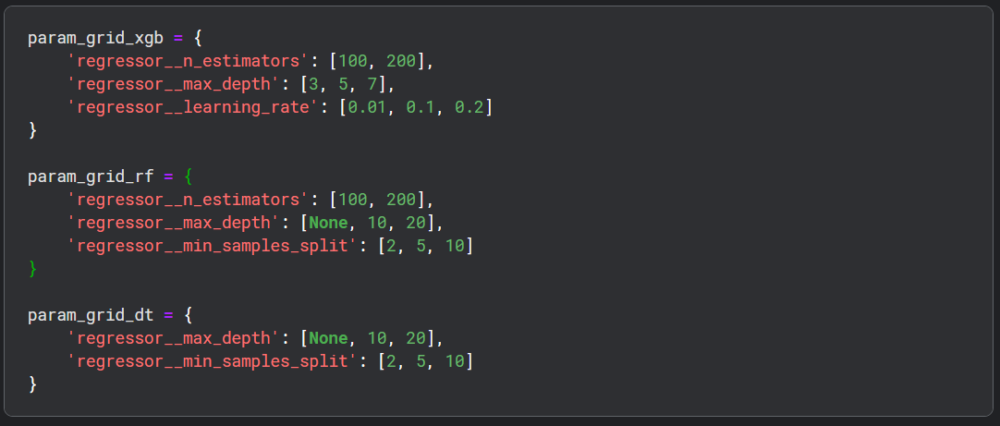 param_grid_xgb = {
    'regressor__n_estimators': [100, 200],
    'regressor__max_depth': [3, 5, 7],
    'regressor__learning_rate': [0.01, 0.1, 0.2]
}

param_grid_rf = {
    'regressor__n_estimators': [100, 200],
    'regressor__max_depth': [None, 10, 20],
    'regressor__min_samples_split': [2, 5, 10]
}

param_grid_dt = {
    'regressor__max_depth': [None, 10, 20],
    'regressor__min_samples_split': [2, 5, 10]
}